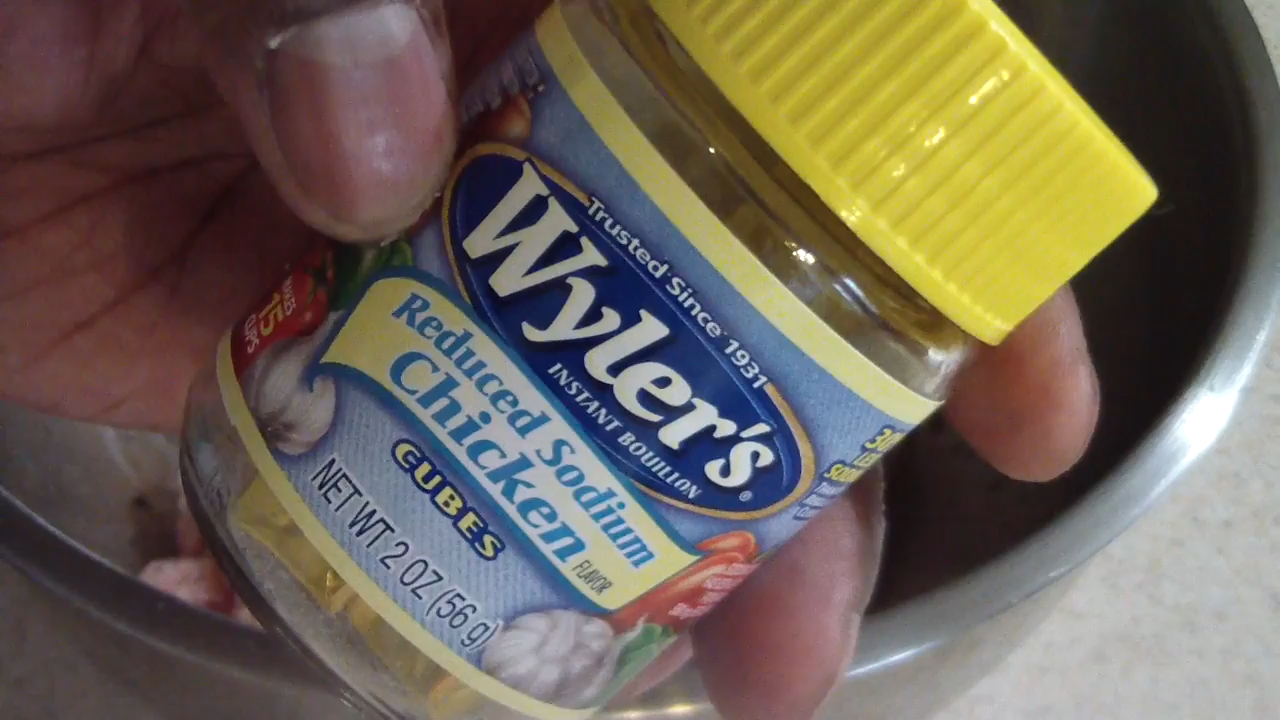 Trusted Since 1931
Wyler's®
INSTANT BOUILLON
Reduced Sodium
Chicken
FLAVOR
CUBES
NET WT 2 OZ (56 g)
MAKES
15
CUPS